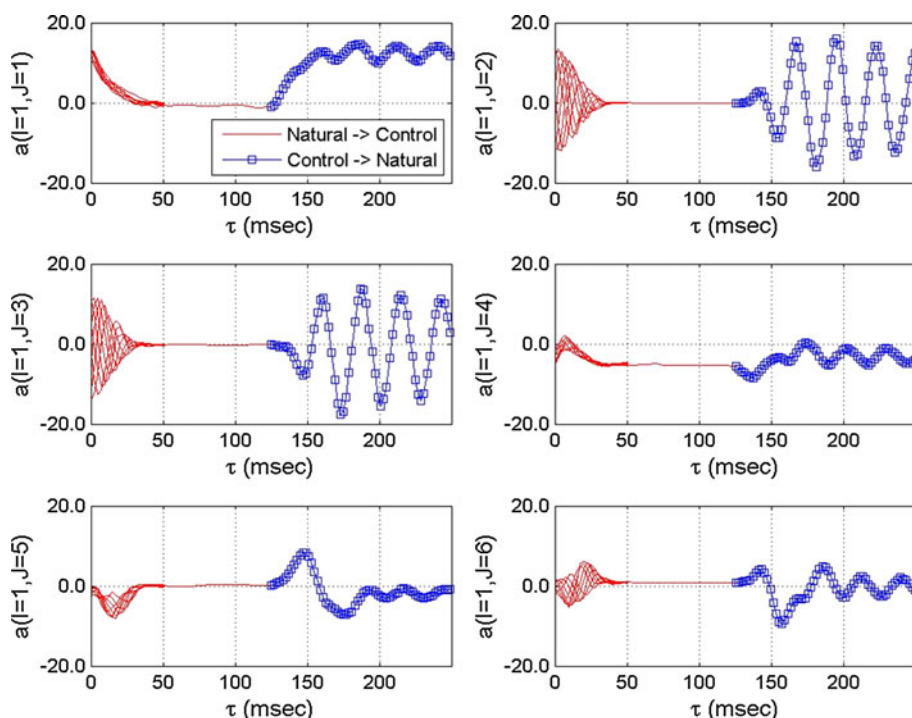 20.0
0.0
-20.0
a(I=1,J=1)
Natural -> Control
Control -> Natural
0 50 100 150 200
τ (msec)
20.0
0.0
-20.0
a(I=1,J=2)
0 50 100 150 200
τ (msec)
20.0
0.0
-20.0
a(I=1,J=3)
0 50 100 150 200
τ (msec)
20.0
0.0
-20.0
a(I=1,J=4)
0 50 100 150 200
τ (msec)
20.0
0.0
-20.0
a(I=1,J=5)
0 50 100 150 200
τ (msec)
20.0
0.0
-20.0
a(I=1,J=6)
0 50 100 150 200
τ (msec)